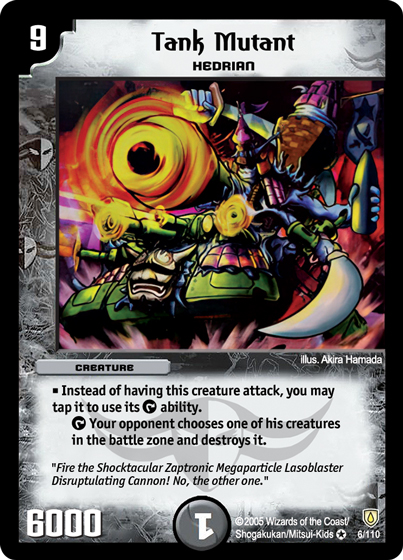 9
Tank Mutant
HEDRIAN
illus. Akira Hamada
CREATURE
▪ Instead of having this creature attack, you may
tap it to use its ability.
Your opponent chooses one of his creatures
in the battle zone and destroys it.
"Fire the Shocktacular Zaptronic Megaparticle Lasoblaster
Disruptulating Cannon! No, the other one."
6000
1
©2005 Wizards of the Coast/
Shogakukan/Mitsui-Kids ✪ 6/110